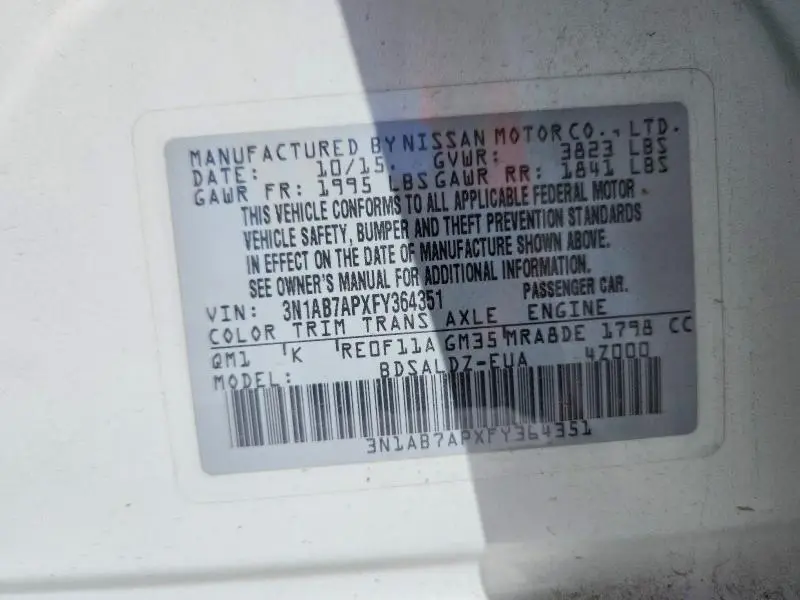 MANUFACTURED BY NISSAN MOTOR CO., LTD.
DATE: 10/15 GVWR: 3823 LBS
GAWR FR: 1995 LBS GAWR RR: 1841 LBS
THIS VEHICLE CONFORMS TO ALL APPLICABLE FEDERAL MOTOR
VEHICLE SAFETY, BUMPER AND THEFT PREVENTION STANDARDS
IN EFFECT ON THE DATE OF MANUFACTURE SHOWN ABOVE.
SEE OWNER'S MANUAL FOR ADDITIONAL INFORMATION.
VIN: 3N1AB7APXFY364351 PASSENGER CAR.
COLOR TRIM TRANS AXLE ENGINE
QM1 K RE0F11A GM35 MRA8DE 1798 CC
MODEL: BDSALDZ-EUA 4Z000
3N1AB7APXFY364351